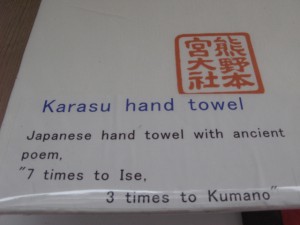 熊野本
宮大社
Karasu hand towel
Japanese hand towel with ancient
poem,
"7 times to Ise,
3 times to Kumano"